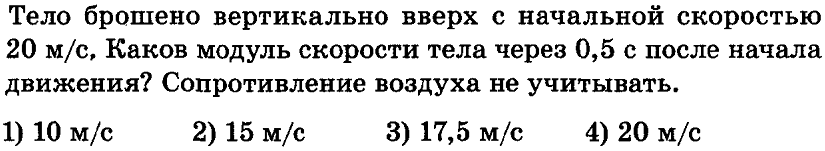 Тело брошено вертикально вверх с начальной скоростью
20 м/с. Каков модуль скорости тела через 0,5 с после начала
движения? Сопротивление воздуха не учитывать.
1) 10 м/с 2) 15 м/с 3) 17,5 м/с 4) 20 м/с